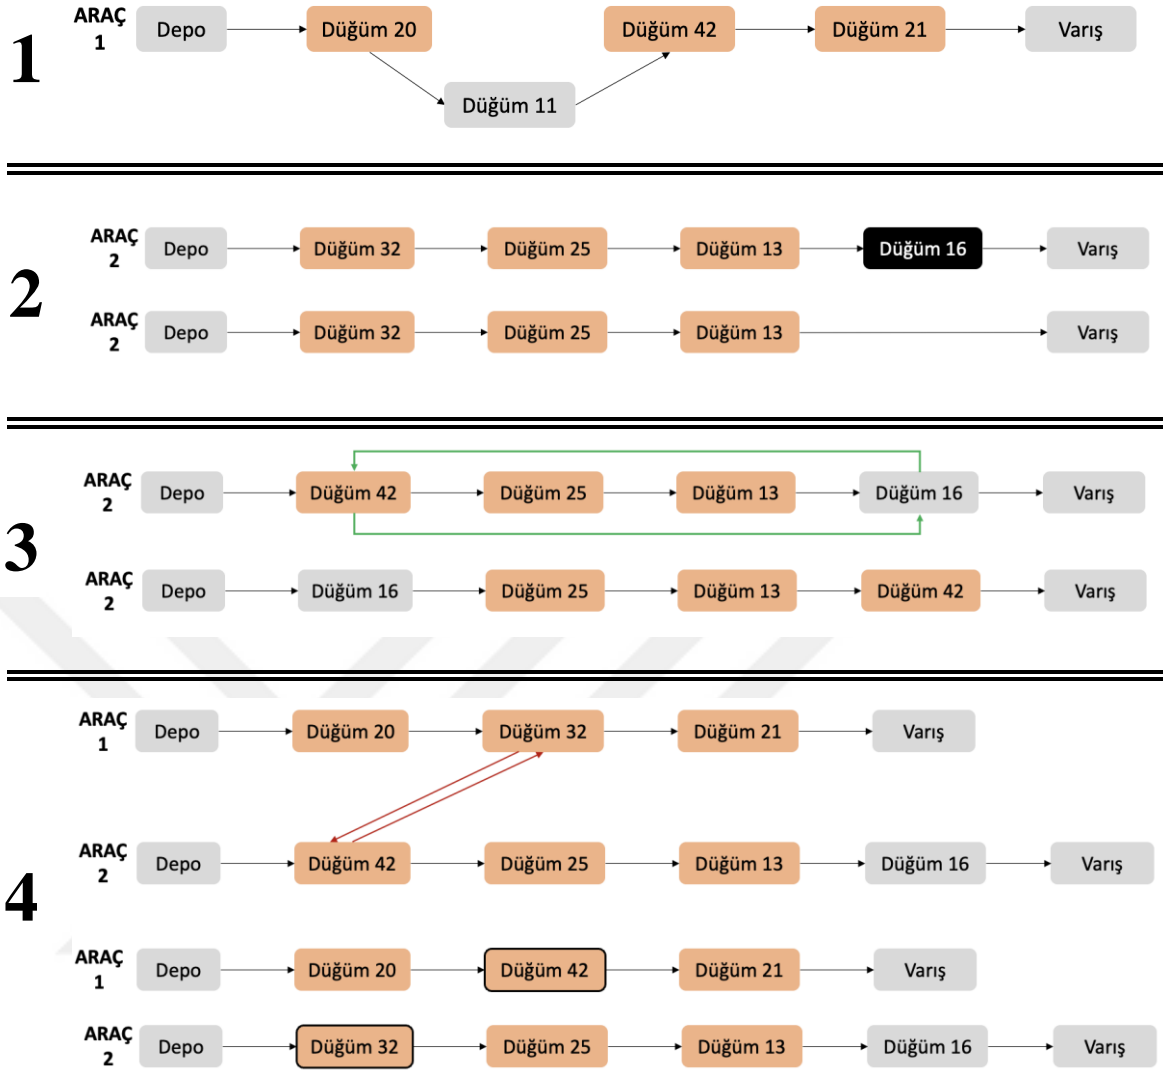 1
ARAÇ
1
Depo
Düğüm 20
Düğüm 42
Düğüm 21
Varış
Düğüm 11
2
ARAÇ
2
Depo
Düğüm 32
Düğüm 25
Düğüm 13
Düğüm 16
Varış
ARAÇ
2
Depo
Düğüm 32
Düğüm 25
Düğüm 13
Varış
3
ARAÇ
2
Depo
Düğüm 42
Düğüm 25
Düğüm 13
Düğüm 16
Varış
ARAÇ
2
Depo
Düğüm 16
Düğüm 25
Düğüm 13
Düğüm 42
Varış
4
ARAÇ
1
Depo
Düğüm 20
Düğüm 32
Düğüm 21
Varış
ARAÇ
2
Depo
Düğüm 42
Düğüm 25
Düğüm 13
Düğüm 16
Varış
ARAÇ
1
Depo
Düğüm 20
Düğüm 42
Düğüm 21
Varış
ARAÇ
2
Depo
Düğüm 32
Düğüm 25
Düğüm 13
Düğüm 16
Varış